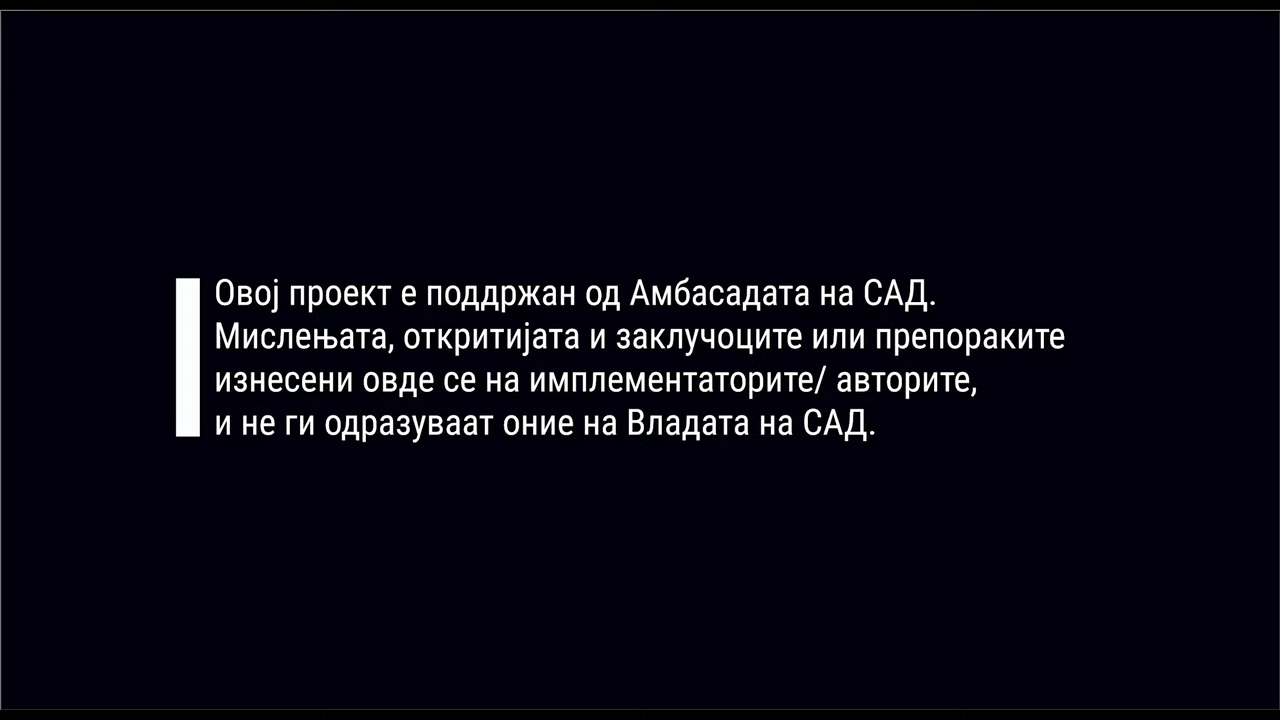 Овој проект е поддржан од Амбасадата на САД.
Мислењата, откритијата и заклучоците или препораките
изнесени овде се на имплементаторите/ авторите,
и не ги одразуваат оние на Владата на САД.